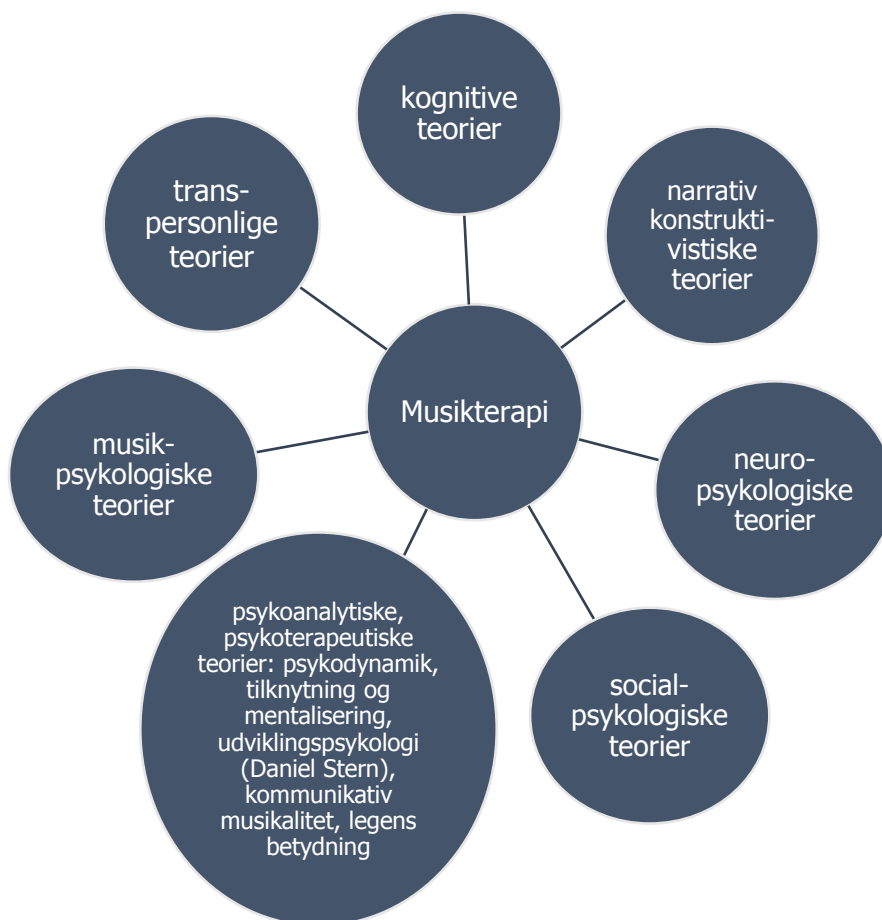 kognitive
teorier
trans-
personlige
teorier
narrativ
konstrukti-
vistiske
teorier
Musikterapi
musik-
psykologiske
teorier
neuro-
psykologiske
teorier
psykoanalytiske,
psykoterapeutiske
teorier: psykodynamik,
tilknytning og
mentalisering,
udviklingspsykologi
(Daniel Stern),
kommunikativ
musikalitet, legens
betydning
social-
psykologiske
teorier